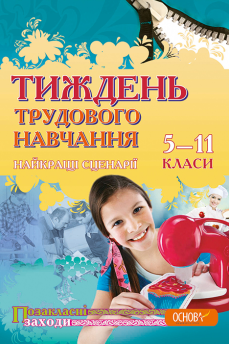 ТИЖДЕНЬ
ТРУДОВОГО
НАВЧАННЯ
НАЙКРАЩІ СЦЕНАРІЇ
5—11
КЛАСИ
Позакласні
заходи
ОСНОВА